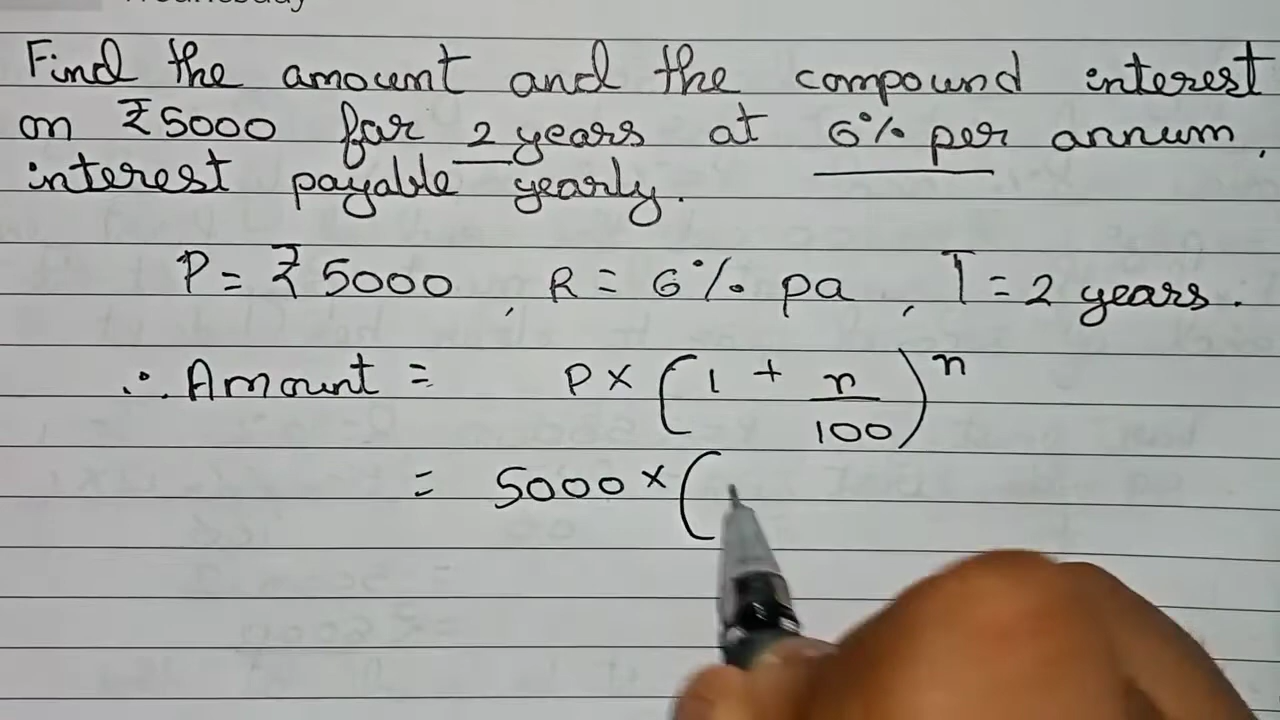 Find the amount and the compound interest
on ₹5000 for 2 years at 6% per annum,
interest payable yearly.
P = ₹5000, R = 6% pa, T = 2 years.
∴ Amount = P × (1 + r/100)^n
= 5000 × (